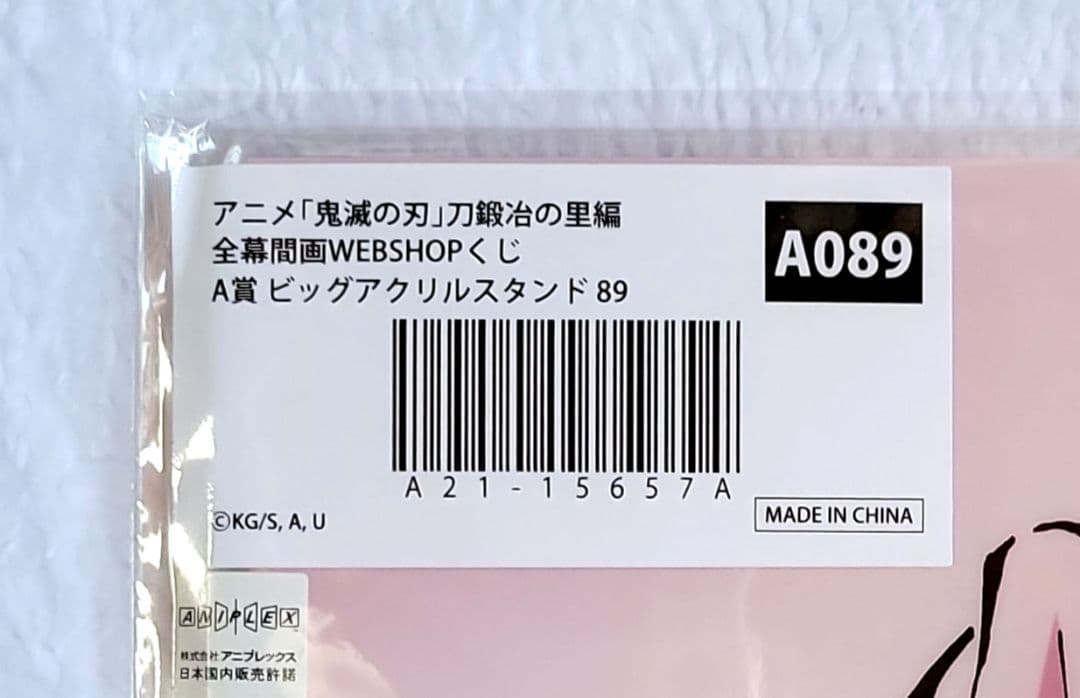 アニメ「鬼滅の刃」刀鍛冶の里編
全幕間画WEBSHOPくじ
A賞 ビッグアクリルスタンド 89
A089
A21-15657A
©KG/S, A, U
MADE IN CHINA
ANIPLEX
株式会社アニプレックス
日本国内販売許諾